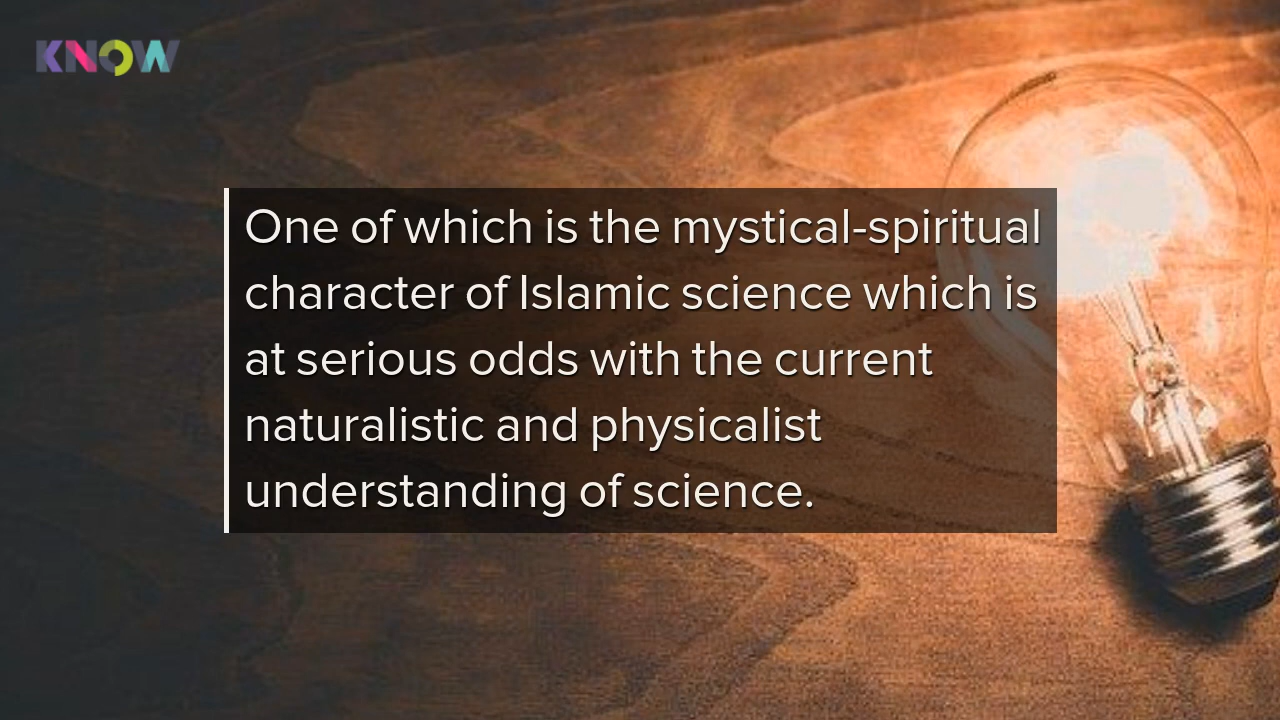 KNOW
One of which is the mystical-spiritual
character of Islamic science which is
at serious odds with the current
naturalistic and physicalist
understanding of science.